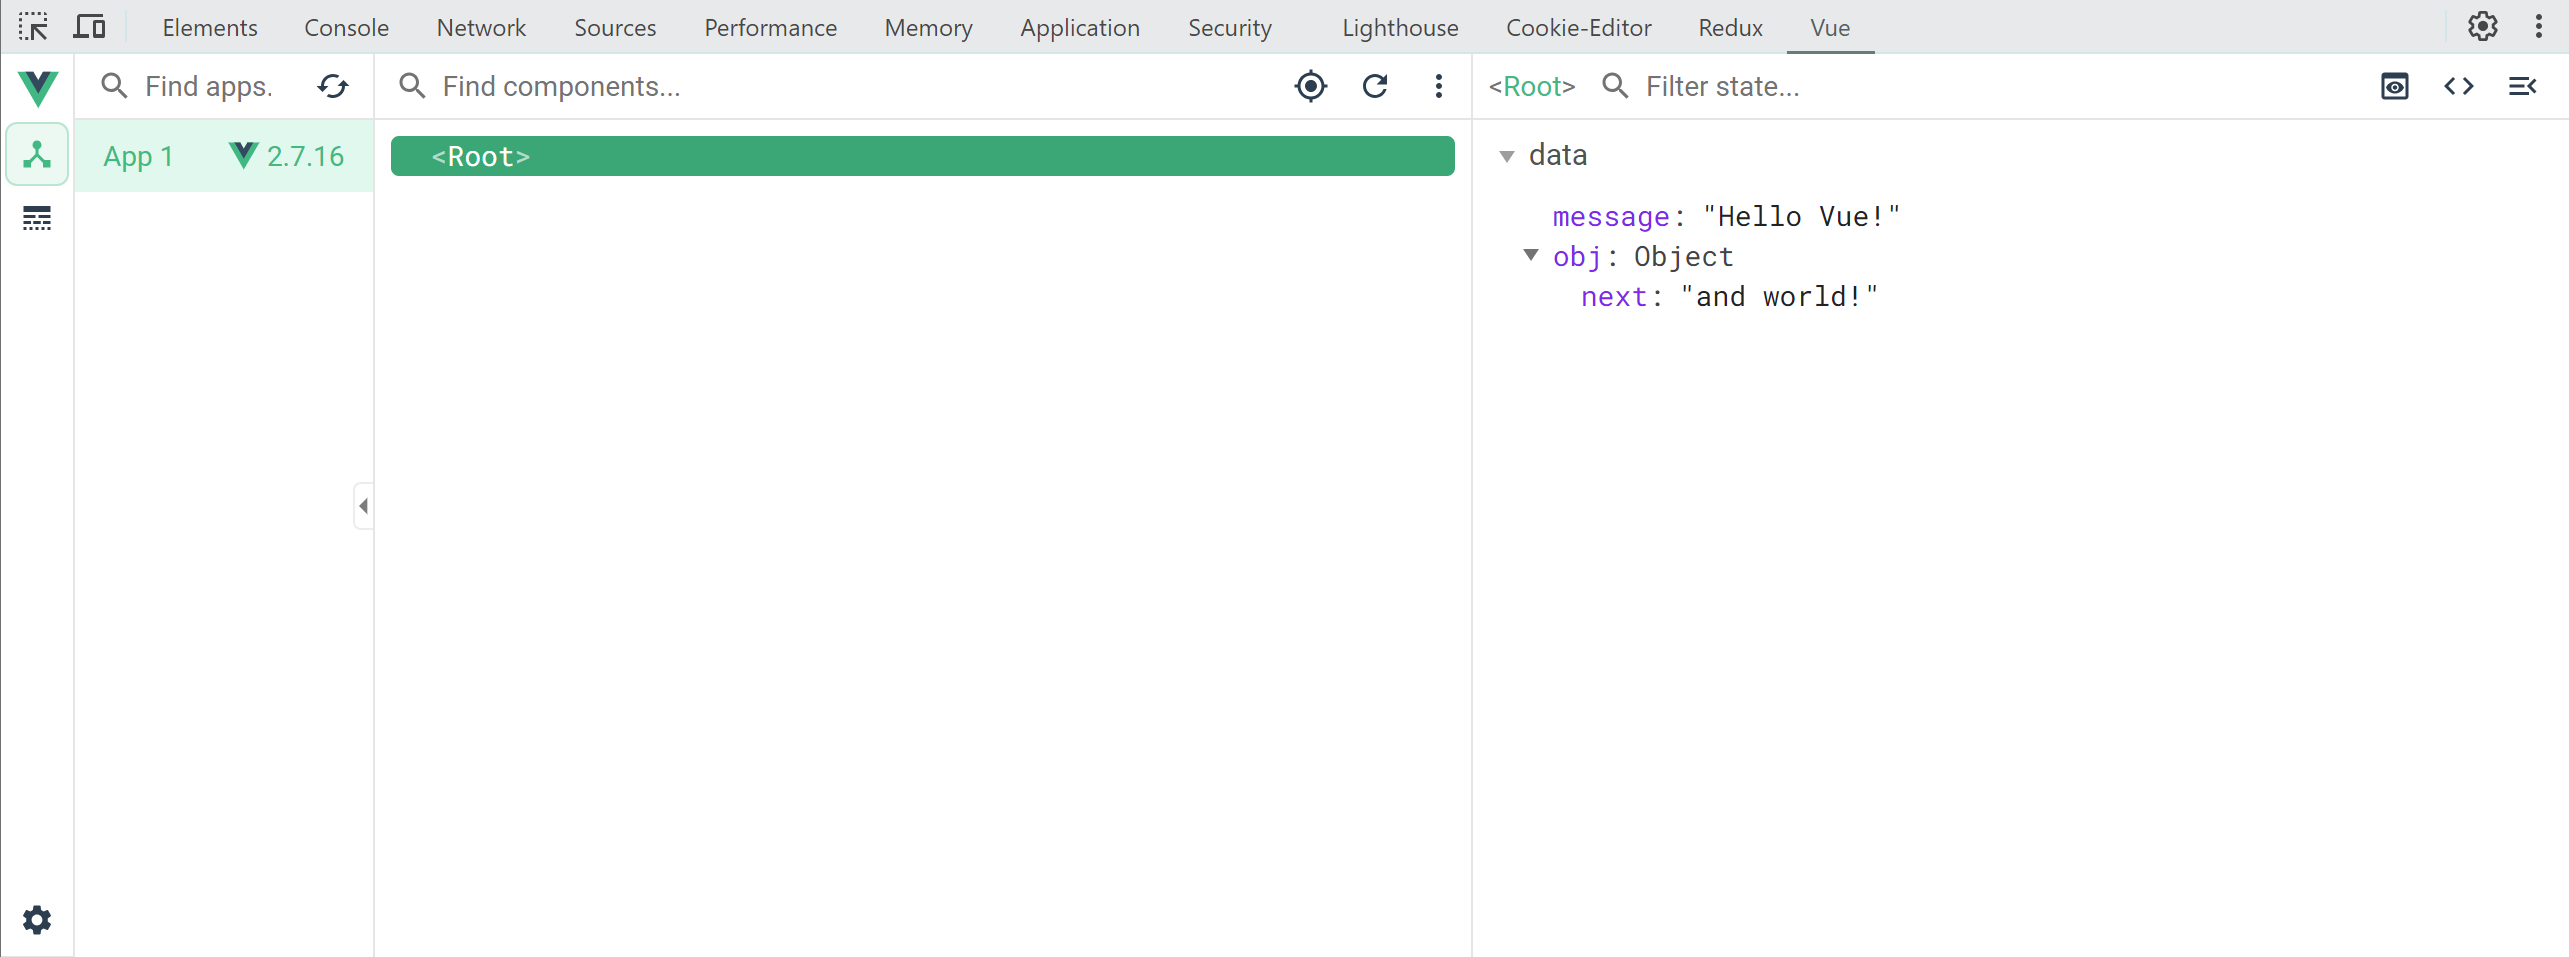 Elements Console Network Sources Performance Memory Application Security Lighthouse Cookie-Editor Redux Vue
Find apps. Find components... <Root> Filter state...
App 1 2.7.16 <Root> data
message: "Hello Vue!"
obj: Object
next: "and world!"